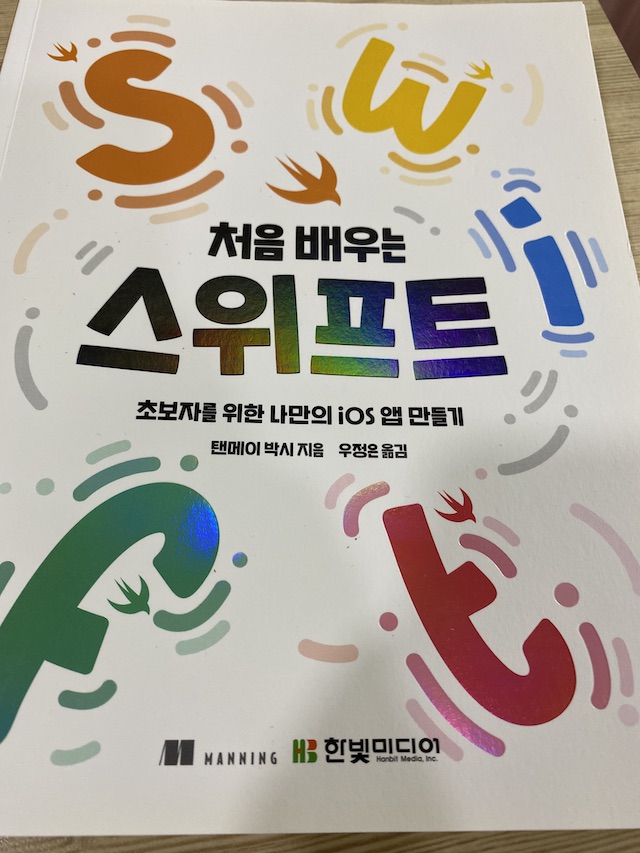 Swift
처음 배우는
스위프트
초보자를 위한 나만의 iOS 앱 만들기
탠메이 박시 지음 우정은 옮김
M MANNING HB 한빛미디어
Hanbit Media, Inc.